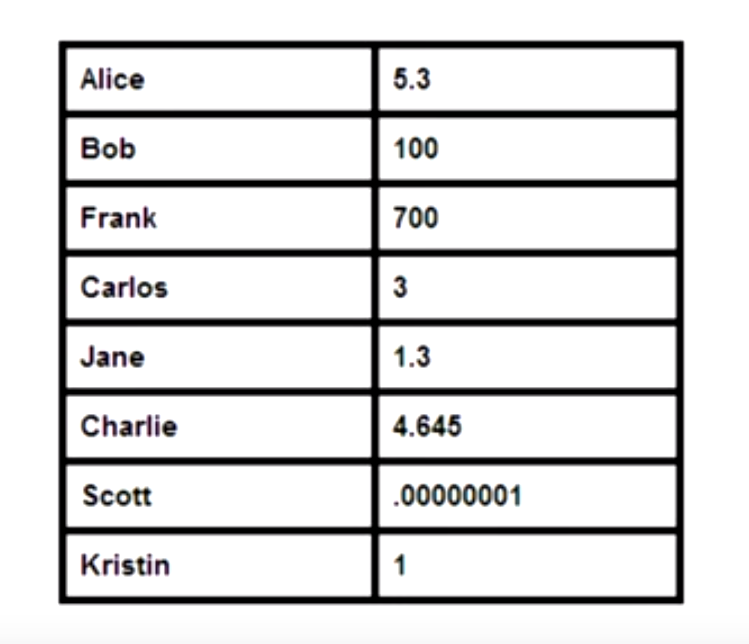 Alice 5.3
Bob 100
Frank 700
Carlos 3
Jane 1.3
Charlie 4.645
Scott .00000001
Kristin 1